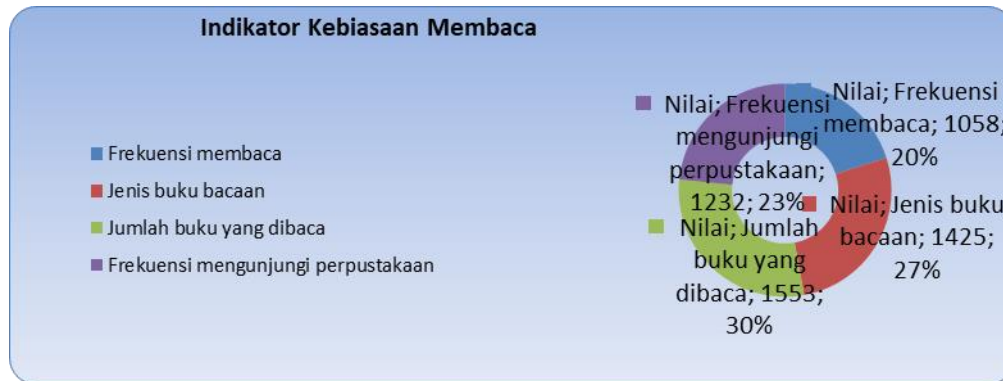 Indikator Kebiasaan Membaca
Frekuensi membaca
Jenis buku bacaan
Jumlah buku yang dibaca
Frekuensi mengunjungi perpustakaan
Nilai; Frekuensi
mengunjungi
perpustakaan;
1232; 23%
Nilai; Frekuensi
membaca; 1058;
20%
Nilai; Jenis buku
bacaan; 1425;
27%
Nilai; Jumlah
buku yang
dibaca; 1553;
30%